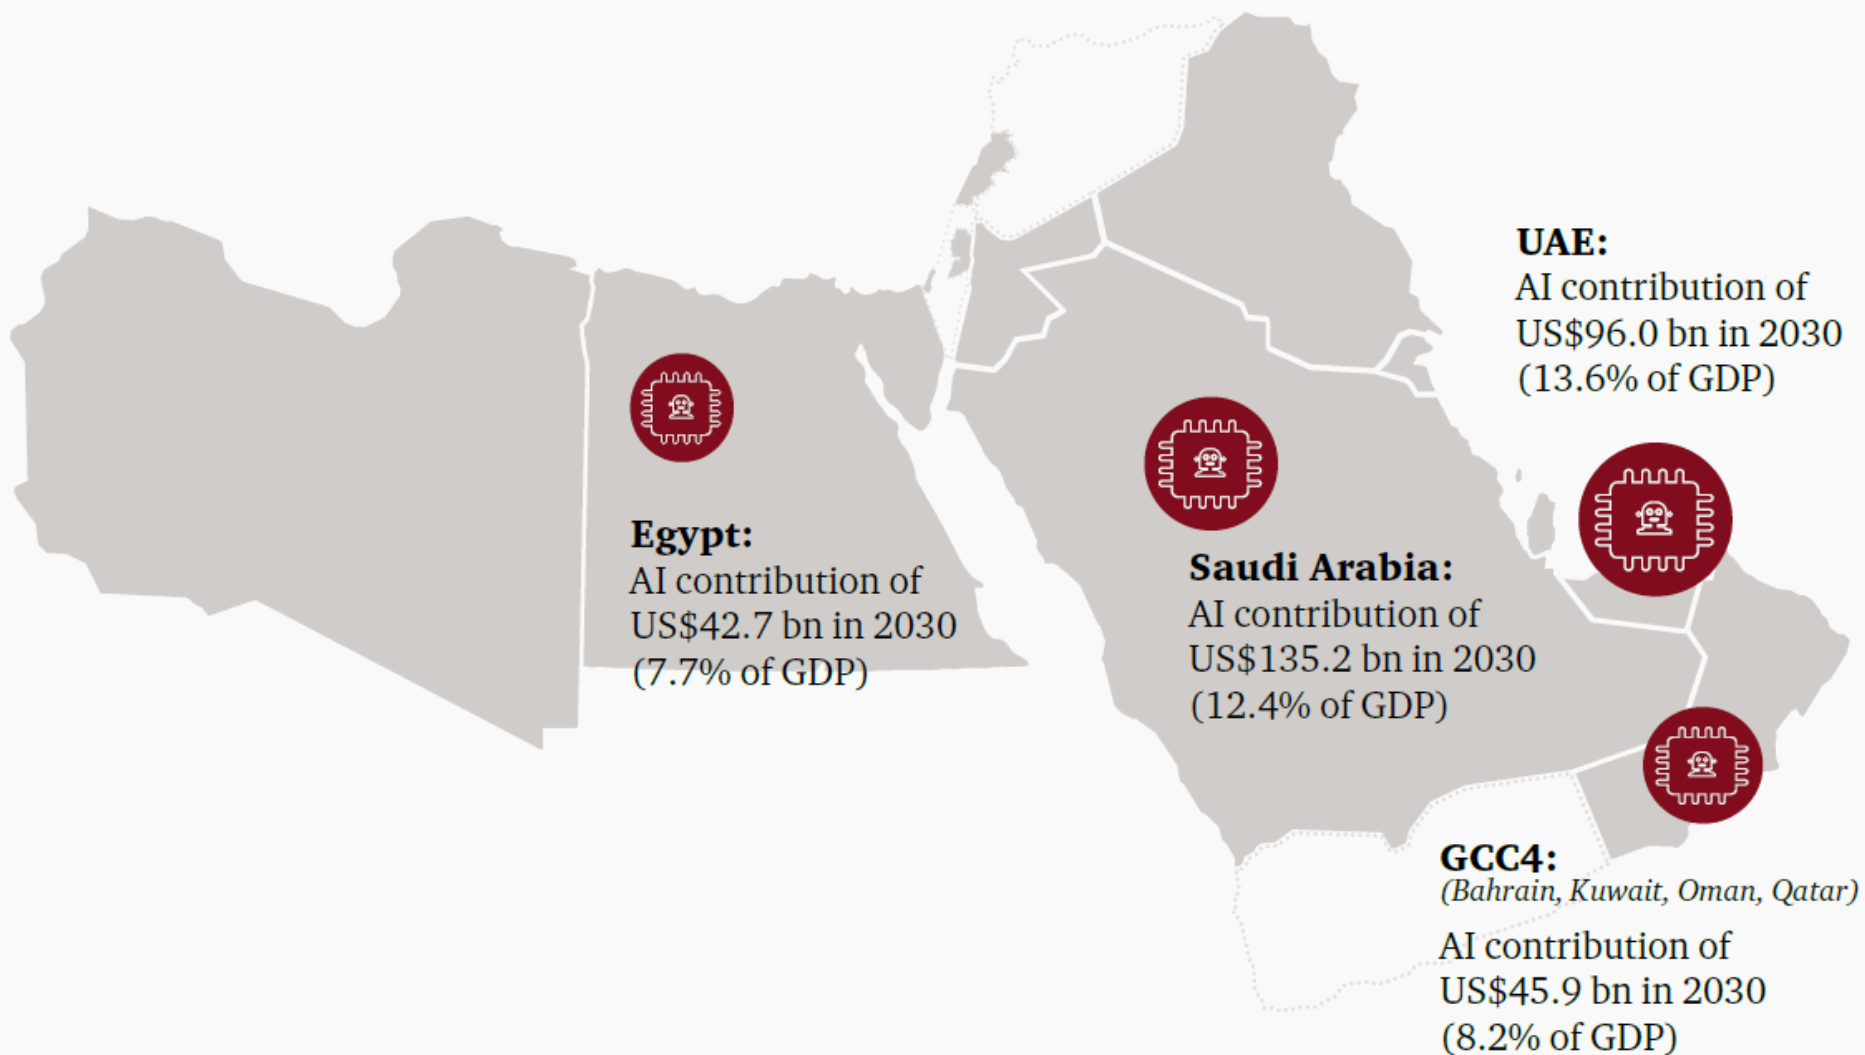 UAE:
AI contribution of
US$96.0 bn in 2030
(13.6% of GDP)
Egypt:
AI contribution of
US$42.7 bn in 2030
(7.7% of GDP)
Saudi Arabia:
AI contribution of
US$135.2 bn in 2030
(12.4% of GDP)
GCC4:
(Bahrain, Kuwait, Oman, Qatar)
AI contribution of
US$45.9 bn in 2030
(8.2% of GDP)